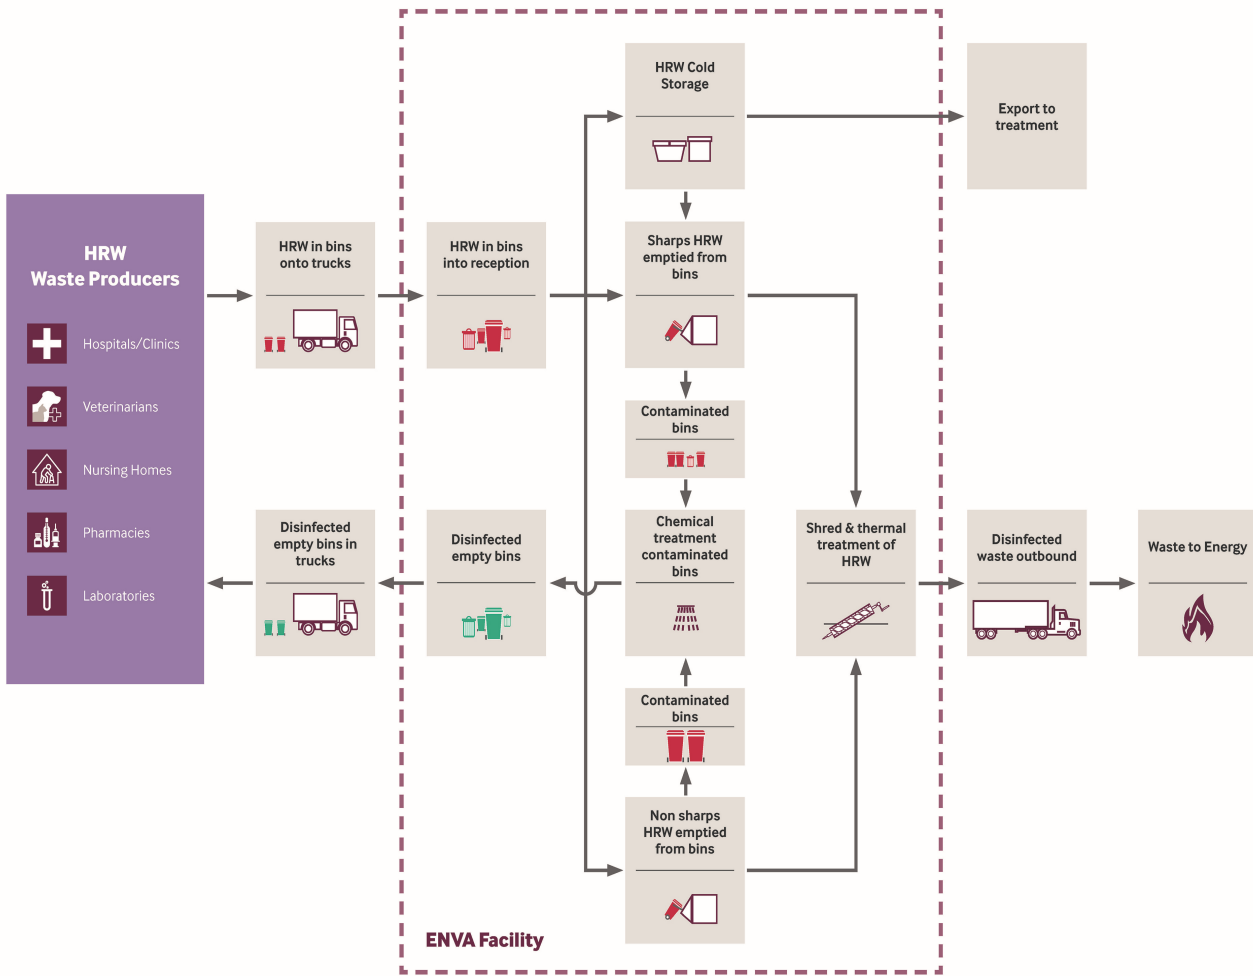 HRW
Waste Producers
Hospitals/Clinics
Veterinarians
Nursing Homes
Pharmacies
Laboratories
HRW in bins
onto trucks
HRW in bins
into reception
HRW Cold
Storage
Export to
treatment
Sharps HRW
emptied from
bins
Contaminated
bins
Chemical
treatment
contaminated
bins
Disinfected
empty bins
Disinfected
empty bins in
trucks
Contaminated
bins
Non sharps
HRW emptied
from bins
Shred & thermal
treatment of
HRW
Disinfected
waste outbound
Waste to Energy
ENVA Facility